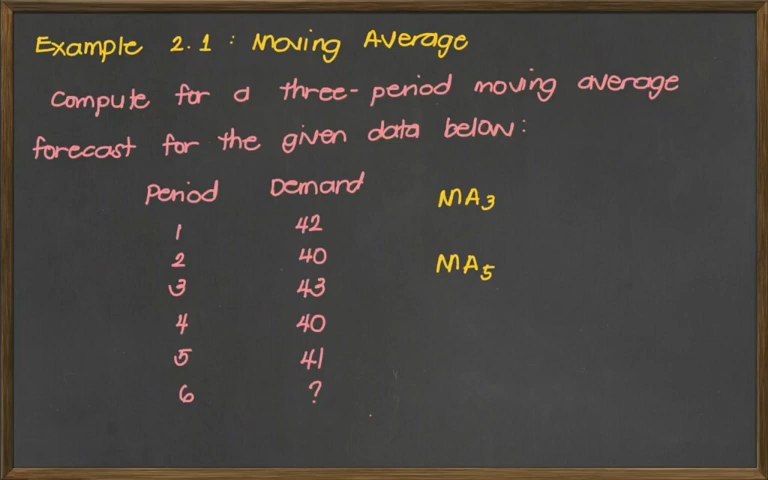 Example 2.1 : Moving Average
Compute for a three-period moving average
forecast for the given data below:
Period Demand
1 42
2 40
3 43
4 40
5 41
6 ?
MA3
MA5